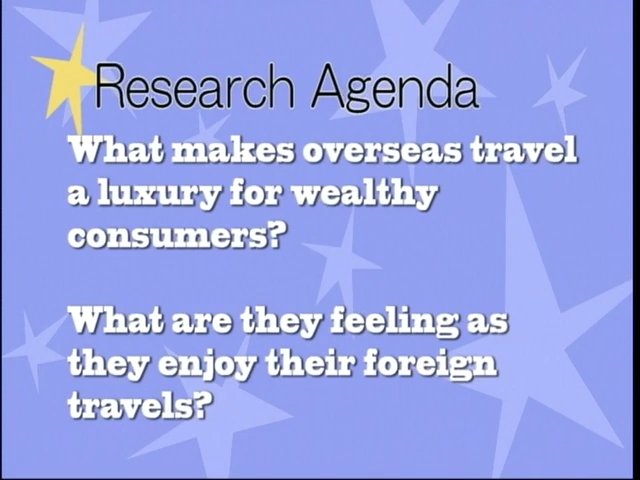 Research Agenda
What makes overseas travel
a luxury for wealthy
consumers?
What are they feeling as
they enjoy their foreign
travels?